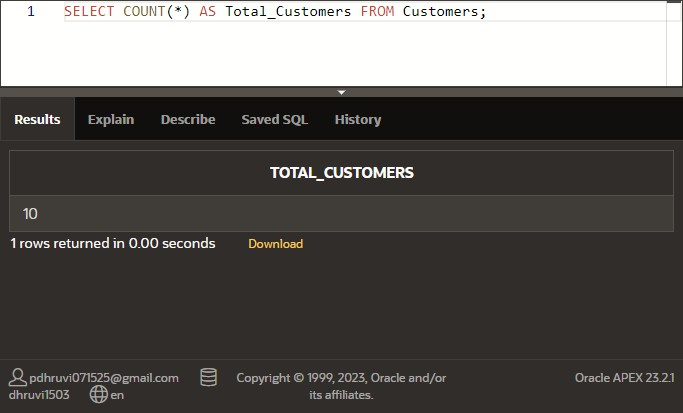 1 SELECT COUNT(*) AS Total_Customers FROM Customers;
Results Explain Describe Saved SQL History
TOTAL_CUSTOMERS
10
1 rows returned in 0.00 seconds Download
pdhruvi071525@gmail.com
dhruvi1503 en
Copyright © 1999, 2023, Oracle and/or
its affiliates.
Oracle APEX 23.2.1